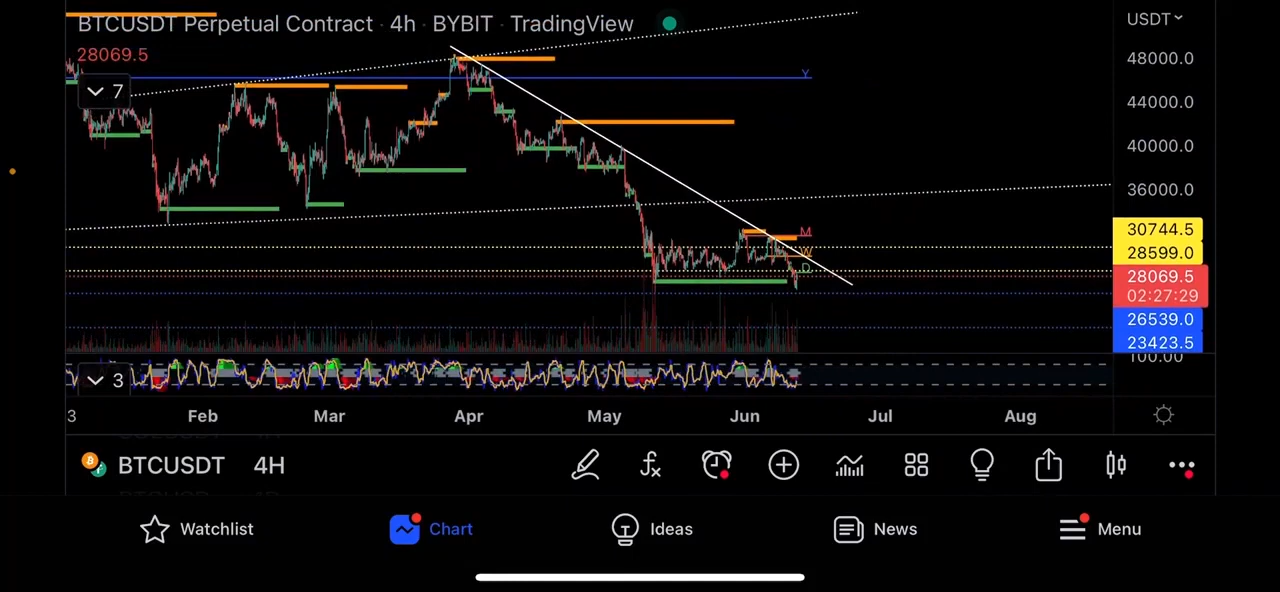 BTCUSDT Perpetual Contract · 4h · BYBIT · TradingView
USDT
28069.5
7
Y
48000.0
44000.0
40000.0
36000.0
M
W
D
30744.5
28599.0
28069.5
02:27:29
26539.0
23423.5
100.00
3
3 Feb Mar Apr May Jun Jul Aug
BTCUSDT 4H
fx
Watchlist Chart Ideas News Menu